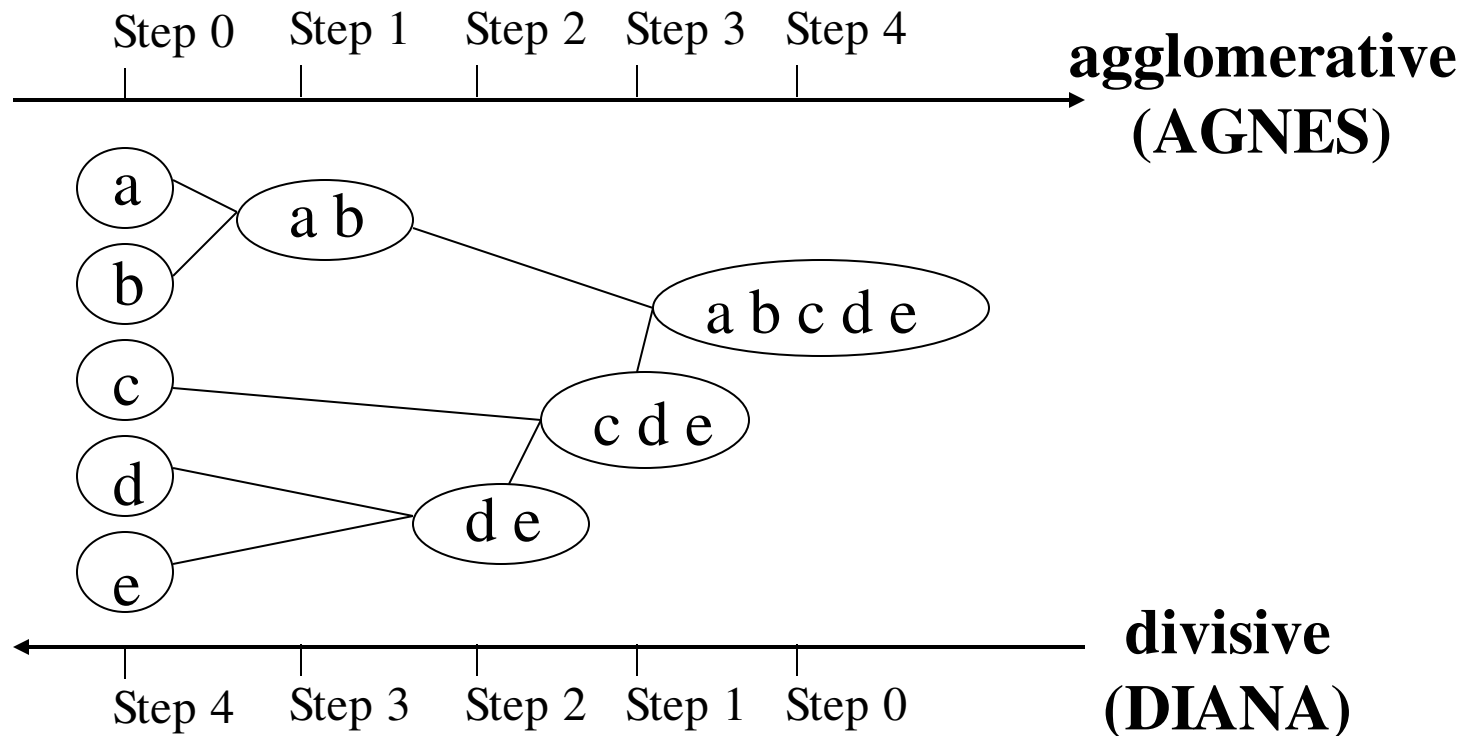 Step 0 Step 1 Step 2 Step 3 Step 4
agglomerative
(AGNES)
a
a b
b
a b c d e
c
c d e
d
d e
e
divisive
(DIANA)
Step 4 Step 3 Step 2 Step 1 Step 0